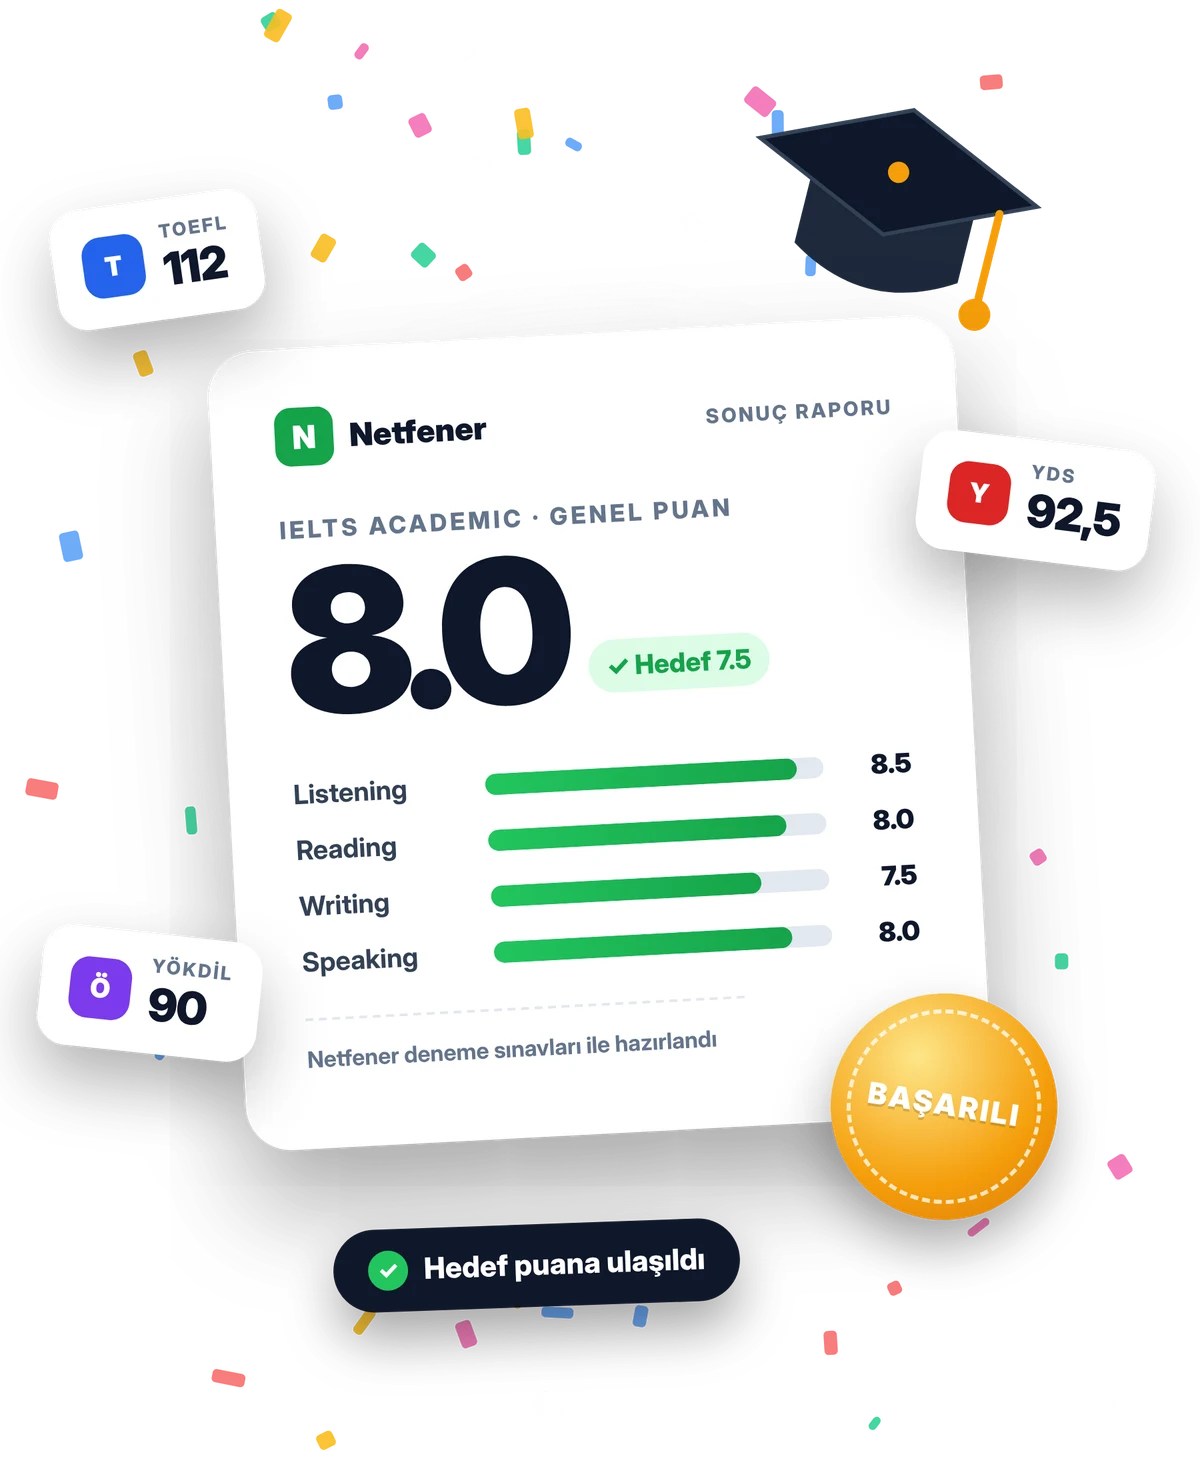 T
TOEFL
112
N
Netfener
SONUÇ RAPORU
Y
YDS
92,5
IELTS ACADEMIC · GENEL PUAN
8.0
✓ Hedef 7.5
Listening 8.5
Reading 8.0
Writing 7.5
Speaking 8.0
Ö
YÖKDİL
90
Netfener deneme sınavları ile hazırlandı
BAŞARILI
Hedef puana ulaşıldı